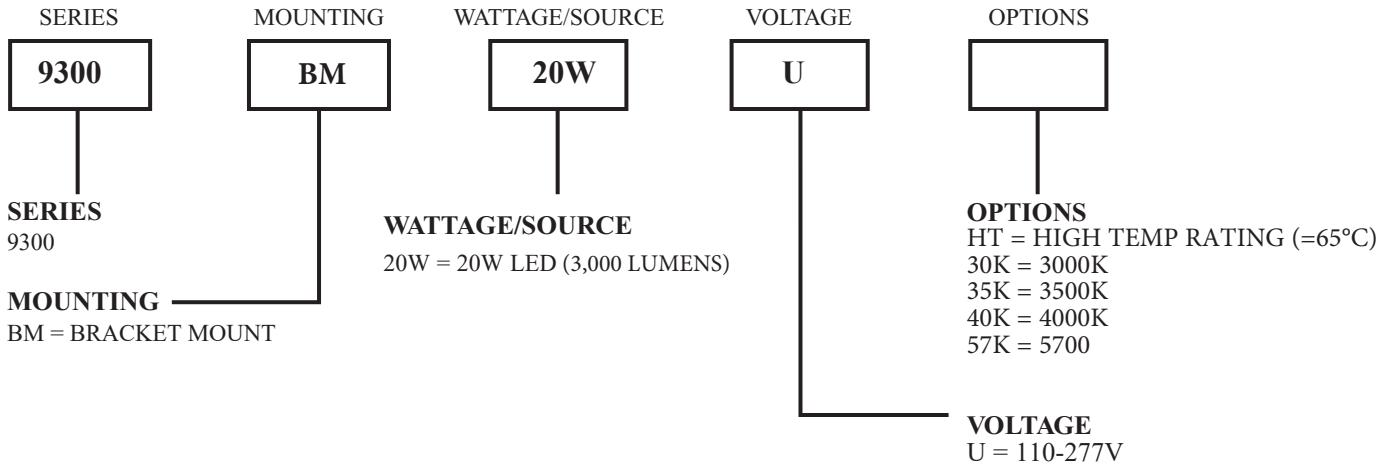 SERIES MOUNTING WATTAGE/SOURCE VOLTAGE OPTIONS
9300 BM 20W U
SERIES
9300
MOUNTING
BM = BRACKET MOUNT
WATTAGE/SOURCE
20W = 20W LED (3,000 LUMENS)
OPTIONS
HT = HIGH TEMP RATING (=65°C)
30K = 3000K
35K = 3500K
40K = 4000K
57K = 5700
VOLTAGE
U = 110-277V